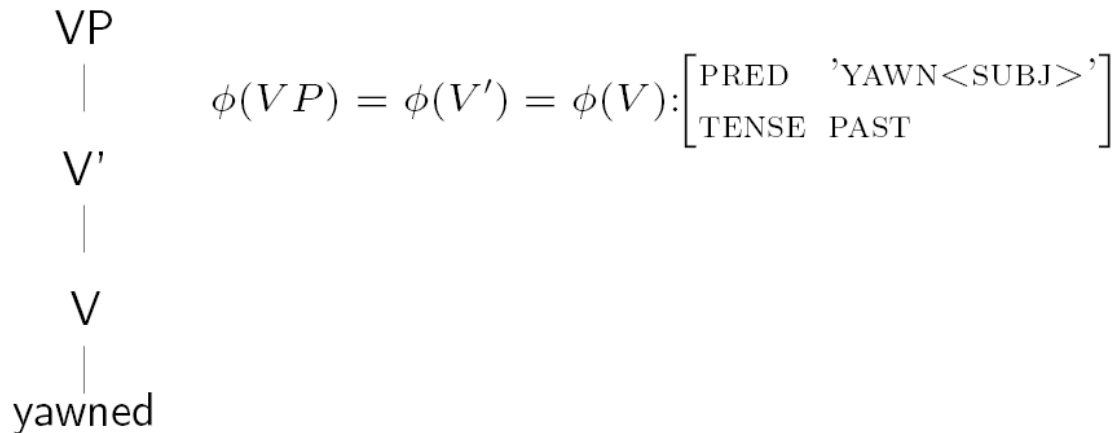 VP
ϕ(VP) = ϕ(V′) = ϕ(V):[PRED ’YAWN<SUBJ>’
TENSE PAST]
V’
V
yawned